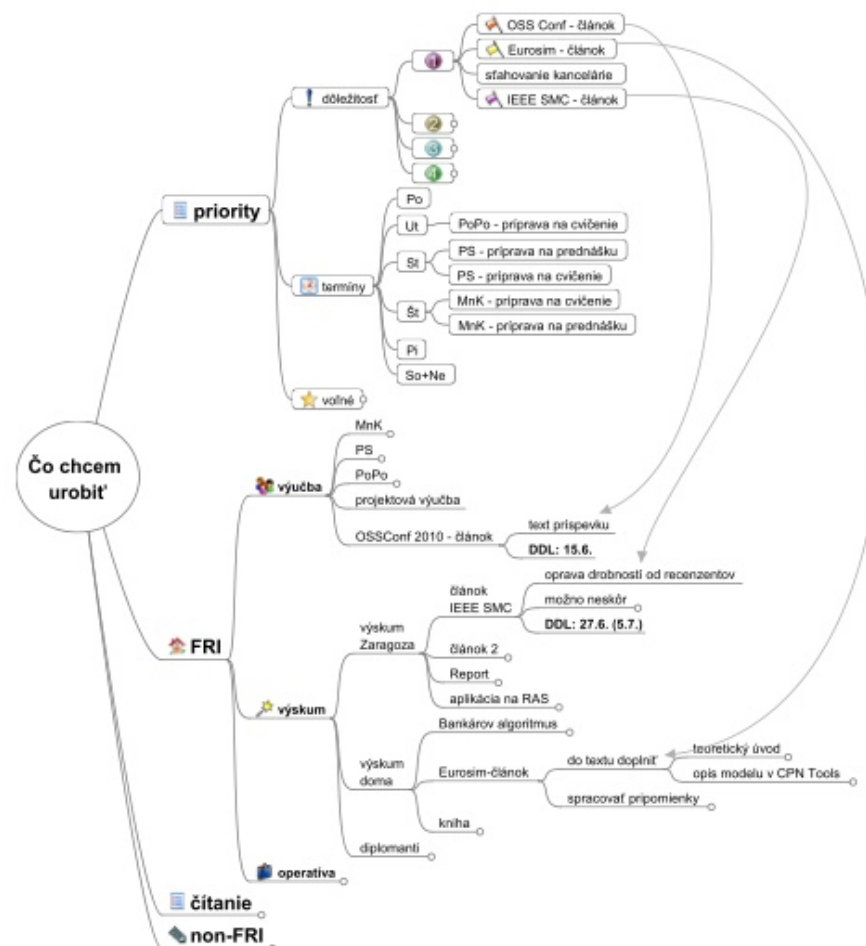 Čo chcem
urobiť
priority
dôležitosť
1
OSS Conf - článok
Eurosim - článok
sťahovanie kancelárie
IEEE SMC - článok
2
3
4
termíny
Po
Ut
PoPo - príprava na cvičenie
St
PS - príprava na prednášku
PS - príprava na cvičenie
Št
MnK - príprava na cvičenie
MnK - príprava na prednášku
Pi
So+Ne
voľné
FRI
výučba
MnK
PS
PoPo
projektová výučba
OSSConf 2010 - článok
text príspevku
DDL: 15.6.
výskum
výskum
Zaragoza
článok
IEEE SMC
oprava drobností od recenzentov
možno neskôr
DDL: 27.6. (5.7.)
článok 2
Report
aplikácia na RAS
výskum
doma
Bankárov algoritmus
Eurosim-článok
do textu doplniť
teoretický úvod
opis modelu v CPN Tools
spracovať pripomienky
kniha
diplomanti
operatíva
čítanie
non-FRI